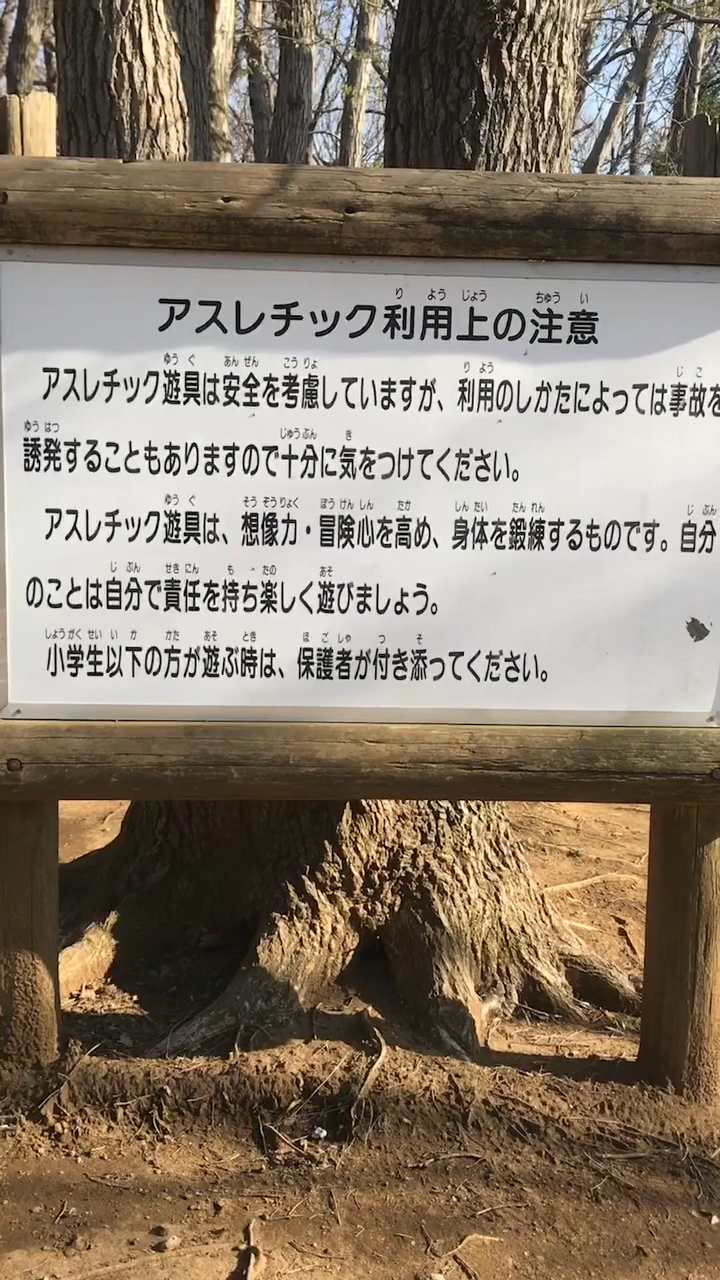 アスレチック利用上の注意
アスレチック遊具は安全を考慮していますが、利用のしかたによっては事故を
誘発することもありますので十分に気をつけてください。
アスレチック遊具は、想像力・冒険心を高め、身体を鍛練するものです。自分
のことは自分で責任を持ち楽しく遊びましょう。
小学生以下の方が遊ぶ時は、保護者が付き添ってください。